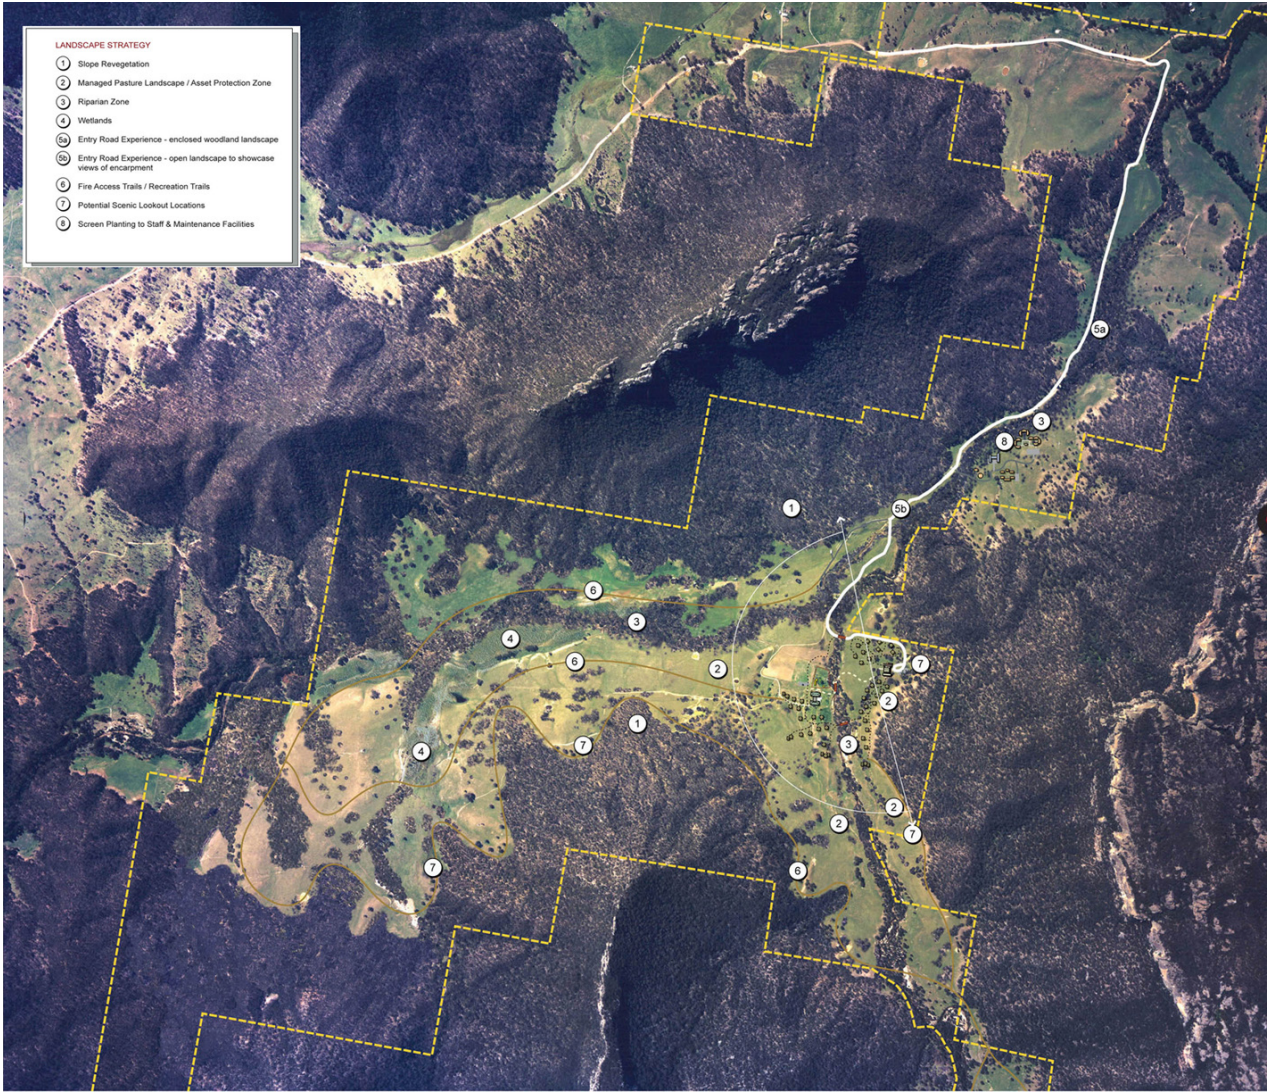 LANDSCAPE STRATEGY
1 Slope Revegetation
2 Managed Pasture Landscape / Asset Protection Zone
3 Riparian Zone
4 Wetlands
5a Entry Road Experience - enclosed woodland landscape
5b Entry Road Experience - open landscape to showcase
views of encarpment
6 Fire Access Trails / Recreation Trails
7 Potential Scenic Lookout Locations
8 Screen Planting to Staff & Maintenance Facilities
5a
3
8
1
5b
6
3
4
6
2
7
2
1
7
3
4
2
2
7
7
6